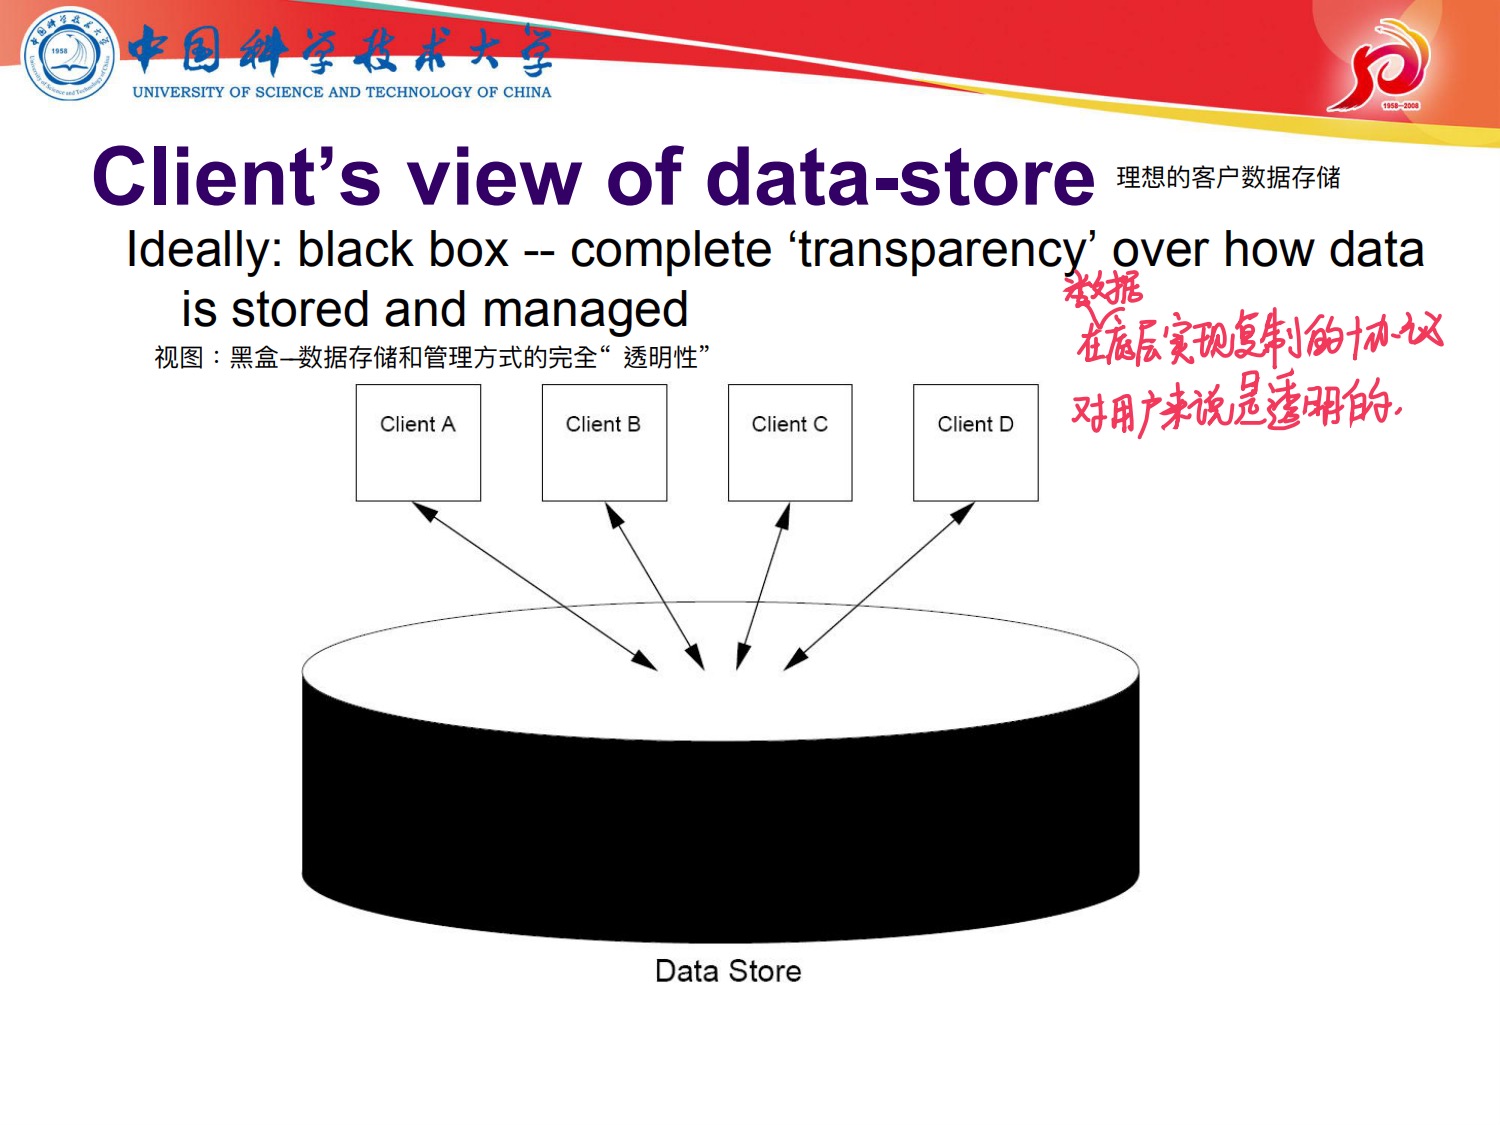 中国科学技术大学
UNIVERSITY OF SCIENCE AND TECHNOLOGY OF CHINA
1958
1958-2008
Client’s view of data-store 理想的客户数据存储
Ideally: black box -- complete ‘transparency’ over how data
is stored and managed
视图：黑盒—数据存储和管理方式的完全“透明性”
数据
在底层实现复制的协议
对用户来说是透明的.
Client A
Client B
Client C
Client D
Data Store